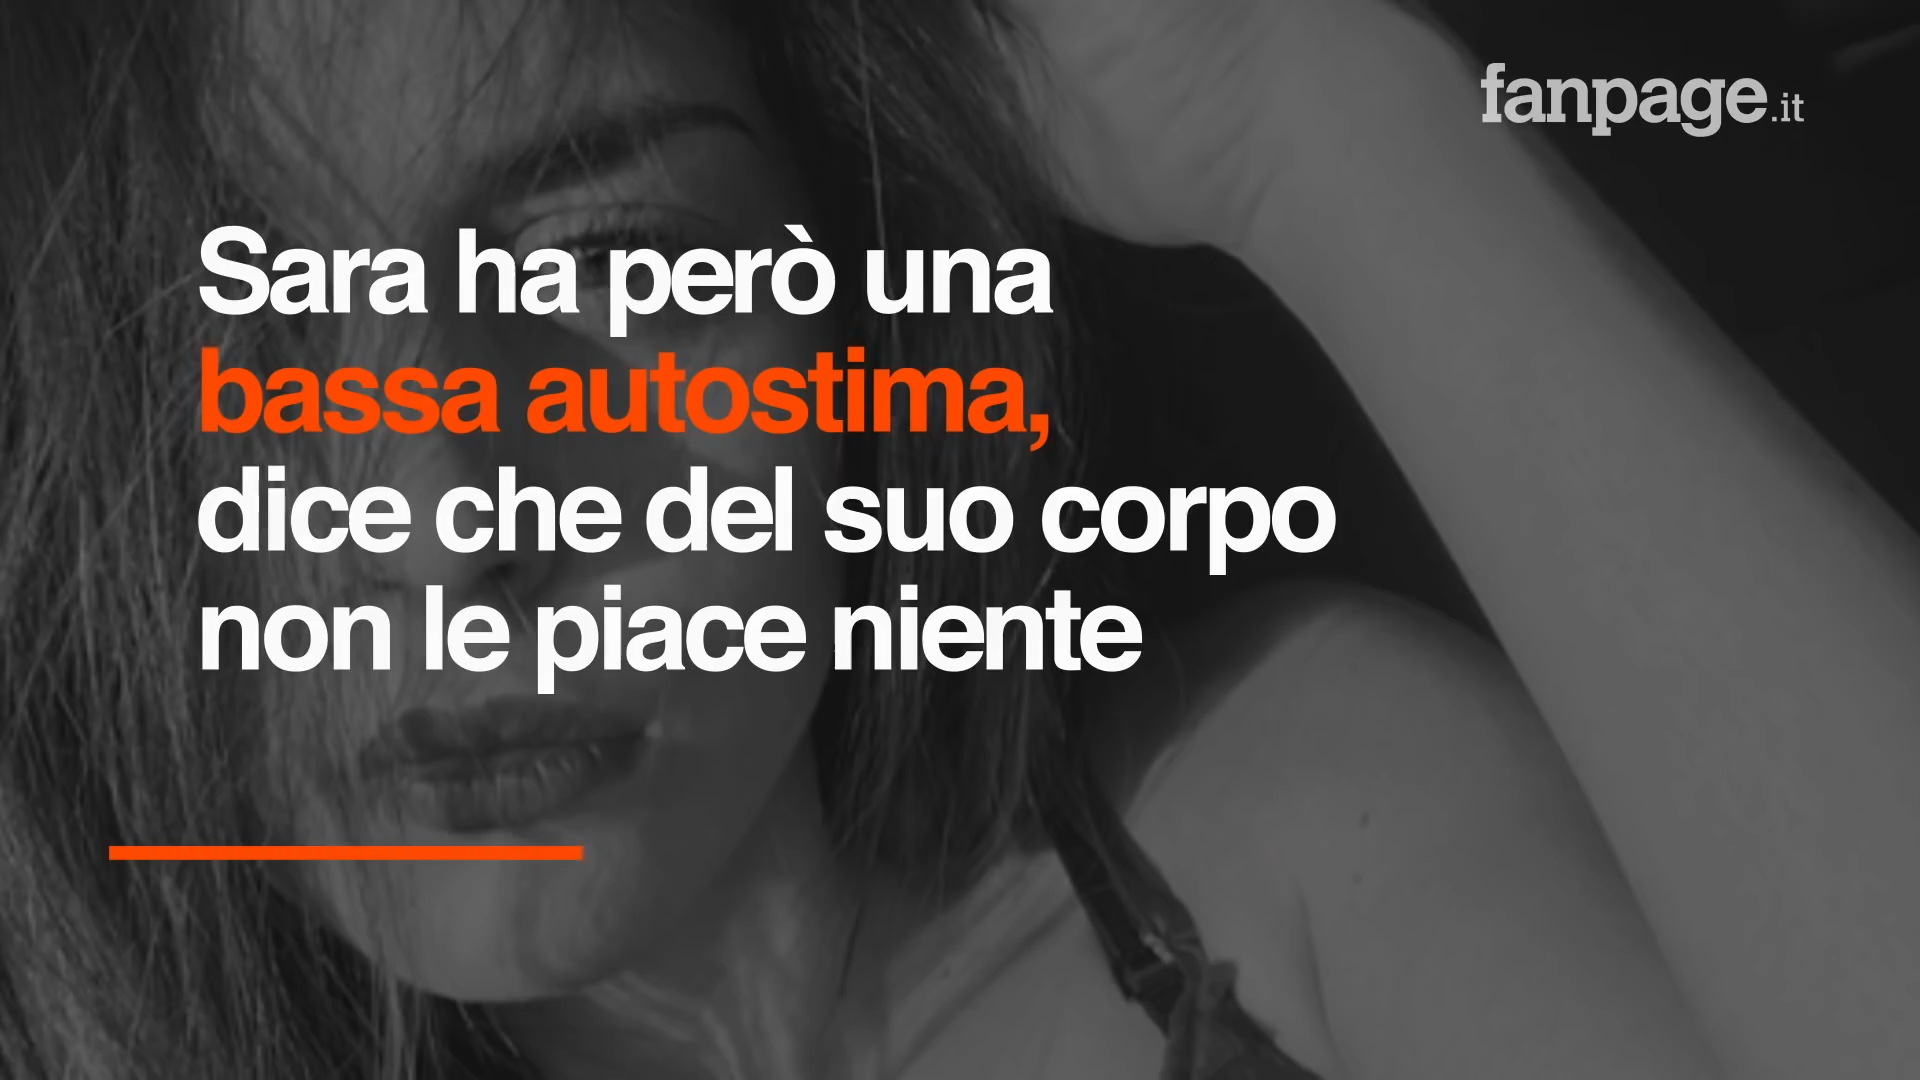 fanpage.it
Sara ha però una
bassa autostima,
dice che del suo corpo
non le piace niente